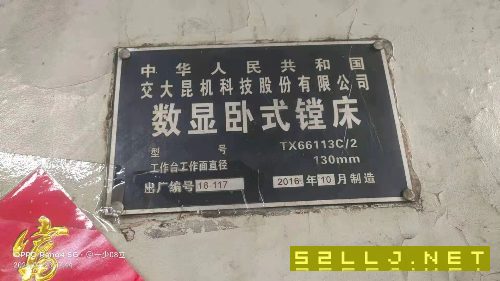 中华人民共和国
交大昆机科技股份有限公司
数显卧式镗床
型 号 TX66113C/2
工作台工作面直径 130mm
出厂编号 16-117 2016 年 10 月制造
52LLJ.NET